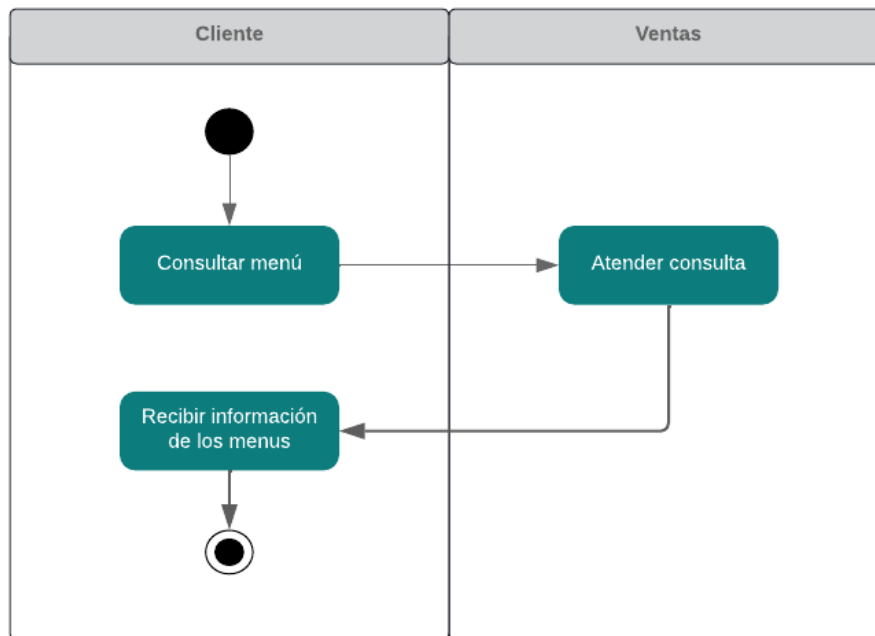 Cliente
Ventas
Consultar menú
Atender consulta
Recibir información
de los menus